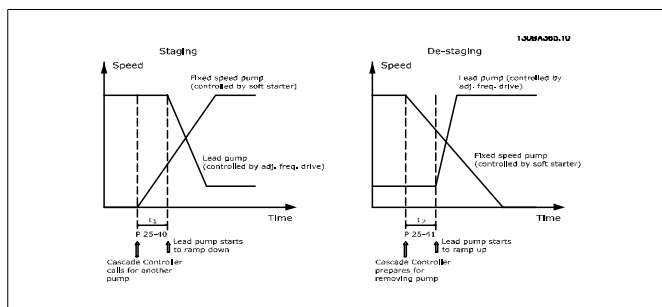 130BA365.10
Staging
Speed
Fixed speed pump
(controlled by soft starter)
Lead pump
(controlled by adj. freq. drive)
Time
t1
P 25-40
Lead pump starts
to ramp down
Cascade Controller
calls for another
pump
De-staging
Speed
Lead pump (controlled by
adj. freq. drive)
Fixed speed pump
(controlled by soft starter)
Time
t2
P 25-41
Lead pump starts
to ramp up
Cascade Controller
prepares for
removing pump